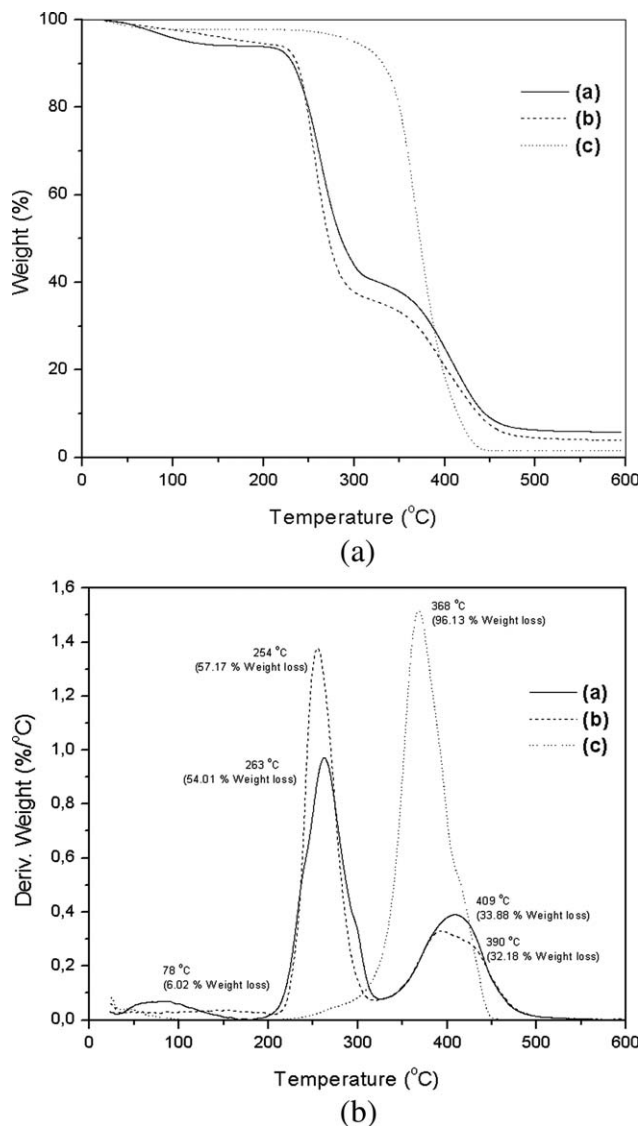 100
80
60
40
20
0
Weight (%)
(a)
(b)
(c)
0
100
200
300
400
500
600
Temperature (°C)
(a)
1,6
1,4
1,2
1,0
0,8
0,6
0,4
0,2
0,0
Deriv. Weight (%/°C)
368 °C
(96.13 % Weight loss)
254 °C
(57.17 % Weight loss)
(a)
(b)
(c)
263 °C
(54.01 % Weight loss)
409 °C
(33.88 % Weight loss)
390 °C
(32.18 % Weight loss)
78 °C
(6.02 % Weight loss)
0
100
200
300
400
500
600
Temperature (°C)
(b)